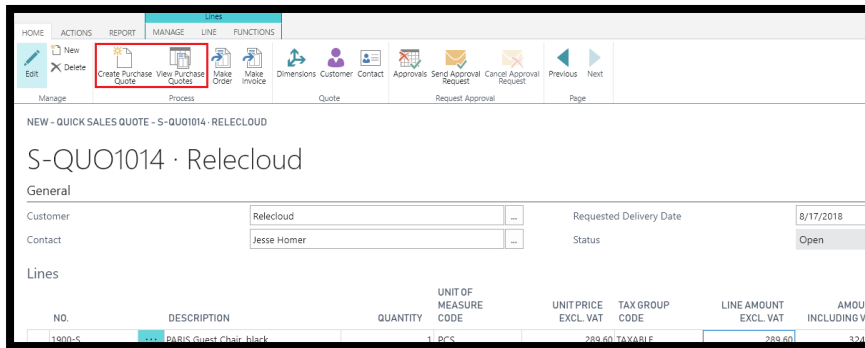 Lines
HOME ACTIONS REPORT MANAGE LINE FUNCTIONS
Edit
New
Delete
Create Purchase Quote
View Purchase Quotes
Make Order
Make Invoice
Dimensions
Customer
Contact
Approvals
Send Approval Request
Cancel Approval Request
Previous
Next
Manage Process Quote Request Approval Page
NEW - QUICK SALES QUOTE - S-QUO1014 · RELECLOUD
S-QUO1014 · Relecloud
General
Customer Relecloud ... Requested Delivery Date 8/17/2018
Contact Jesse Homer ... Status Open
Lines
NO. DESCRIPTION QUANTITY UNIT OF MEASURE CODE UNIT PRICE EXCL. VAT TAX GROUP CODE LINE AMOUNT EXCL. VAT AMOU INCLUDING V
1900-S ... PARIS Guest Chair, black 1 PCS 289.60 TAXABLE 289.60 324